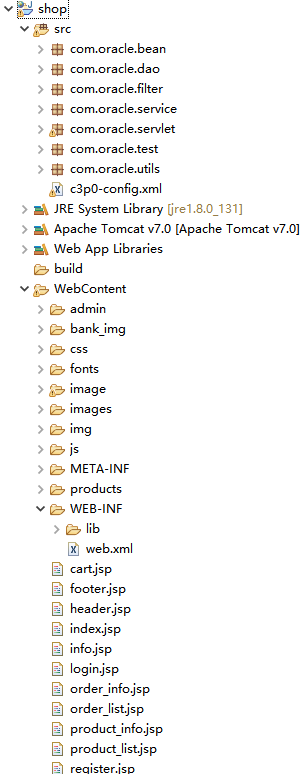 shop
src
com.oracle.bean
com.oracle.dao
com.oracle.filter
com.oracle.service
com.oracle.servlet
com.oracle.test
com.oracle.utils
c3p0-config.xml
JRE System Library [jre1.8.0_131]
Apache Tomcat v7.0 [Apache Tomcat v7.0]
Web App Libraries
build
WebContent
admin
bank_img
css
fonts
image
images
img
js
META-INF
products
WEB-INF
lib
web.xml
cart.jsp
footer.jsp
header.jsp
index.jsp
info.jsp
login.jsp
order_info.jsp
order_list.jsp
product_info.jsp
product_list.jsp
register.jsp